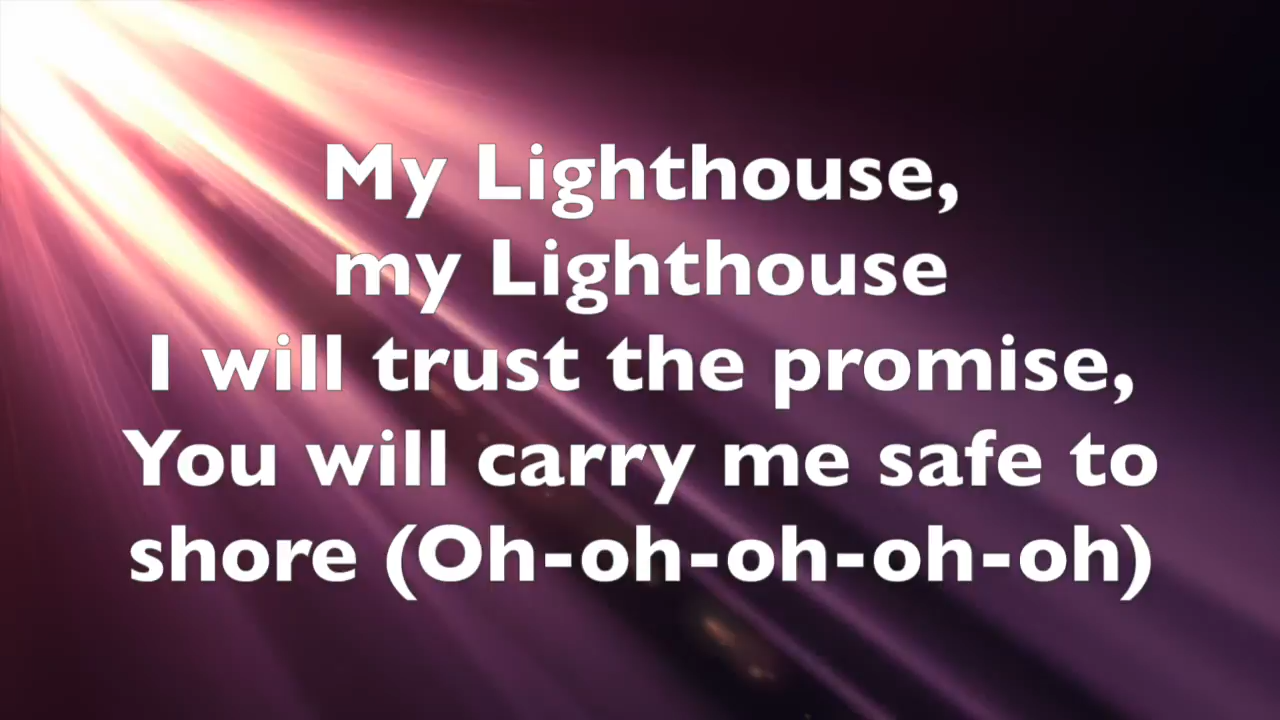 My Lighthouse,
my Lighthouse
I will trust the promise,
You will carry me safe to
shore (Oh-oh-oh-oh-oh)